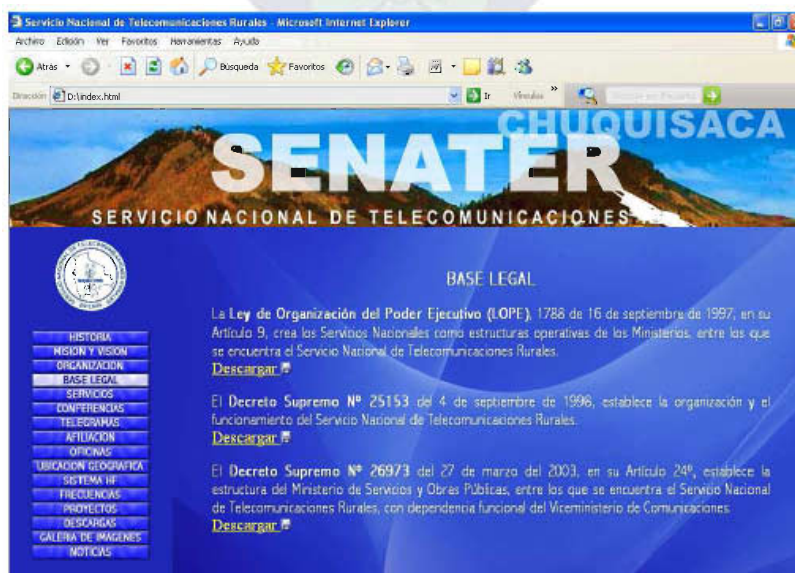 Servicio Nacional de Telecomunicaciones Rurales - Microsoft Internet Explorer
Archivo Edición Ver Favoritos Herramientas Ayuda
Atrás Búsqueda Favoritos
Dirección D:\index.html Ir Vínculos »
CHUQUISACA
SENATER
SERVICIO NACIONAL DE TELECOMUNICACIONES
BASE LEGAL
La Ley de Organización del Poder Ejecutivo (LOPE), 1788 de 16 de septiembre de 1997, en su
Artículo 9, crea los Servicios Nacionales como estructuras operativas de los Ministerios, entre los que
se encuentra el Servicio Nacional de Telecomunicaciones Rurales.
Descargar
El Decreto Supremo Nº 25153 del 4 de septiembre de 1998, establece la organización y el
funcionamiento del Servicio Nacional de Telecomunicaciones Rurales.
Descargar
El Decreto Supremo Nº 26973 del 27 de marzo del 2003, en su Artículo 24º, establece la
estructura del Ministerio de Servicios y Obras Públicas, entre los que se encuentra el Servicio Nacional
de Telecomunicaciones Rurales, con dependencia funcional del Viceministerio de Comunicaciones
Descargar
HISTORIA
MISION Y VISION
ORGANIZACION
BASE LEGAL
SERVICIOS
CONFERENCIAS
TELEGRAMAS
AFILIACION
OFICINAS
UBICACION GEOGRAFICA
SISTEMA HF
FRECUENCIAS
PROYECTOS
DESCARGAS
GALERIA DE IMAGENES
NOTICIAS